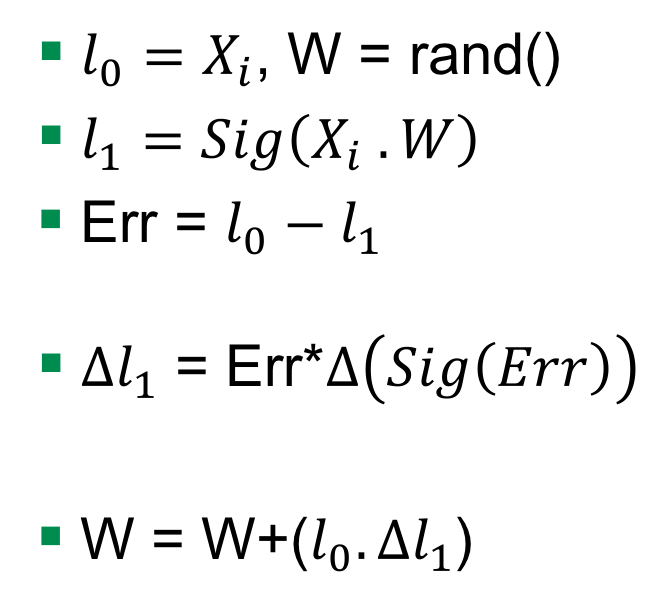 ▪ l₀ = Xᵢ, W = rand()
▪ l₁ = Sig(Xᵢ .W)
▪ Err = l₀ − l₁
▪ Δl₁ = Err*Δ(Sig(Err))
▪ W = W+(l₀. Δl₁)